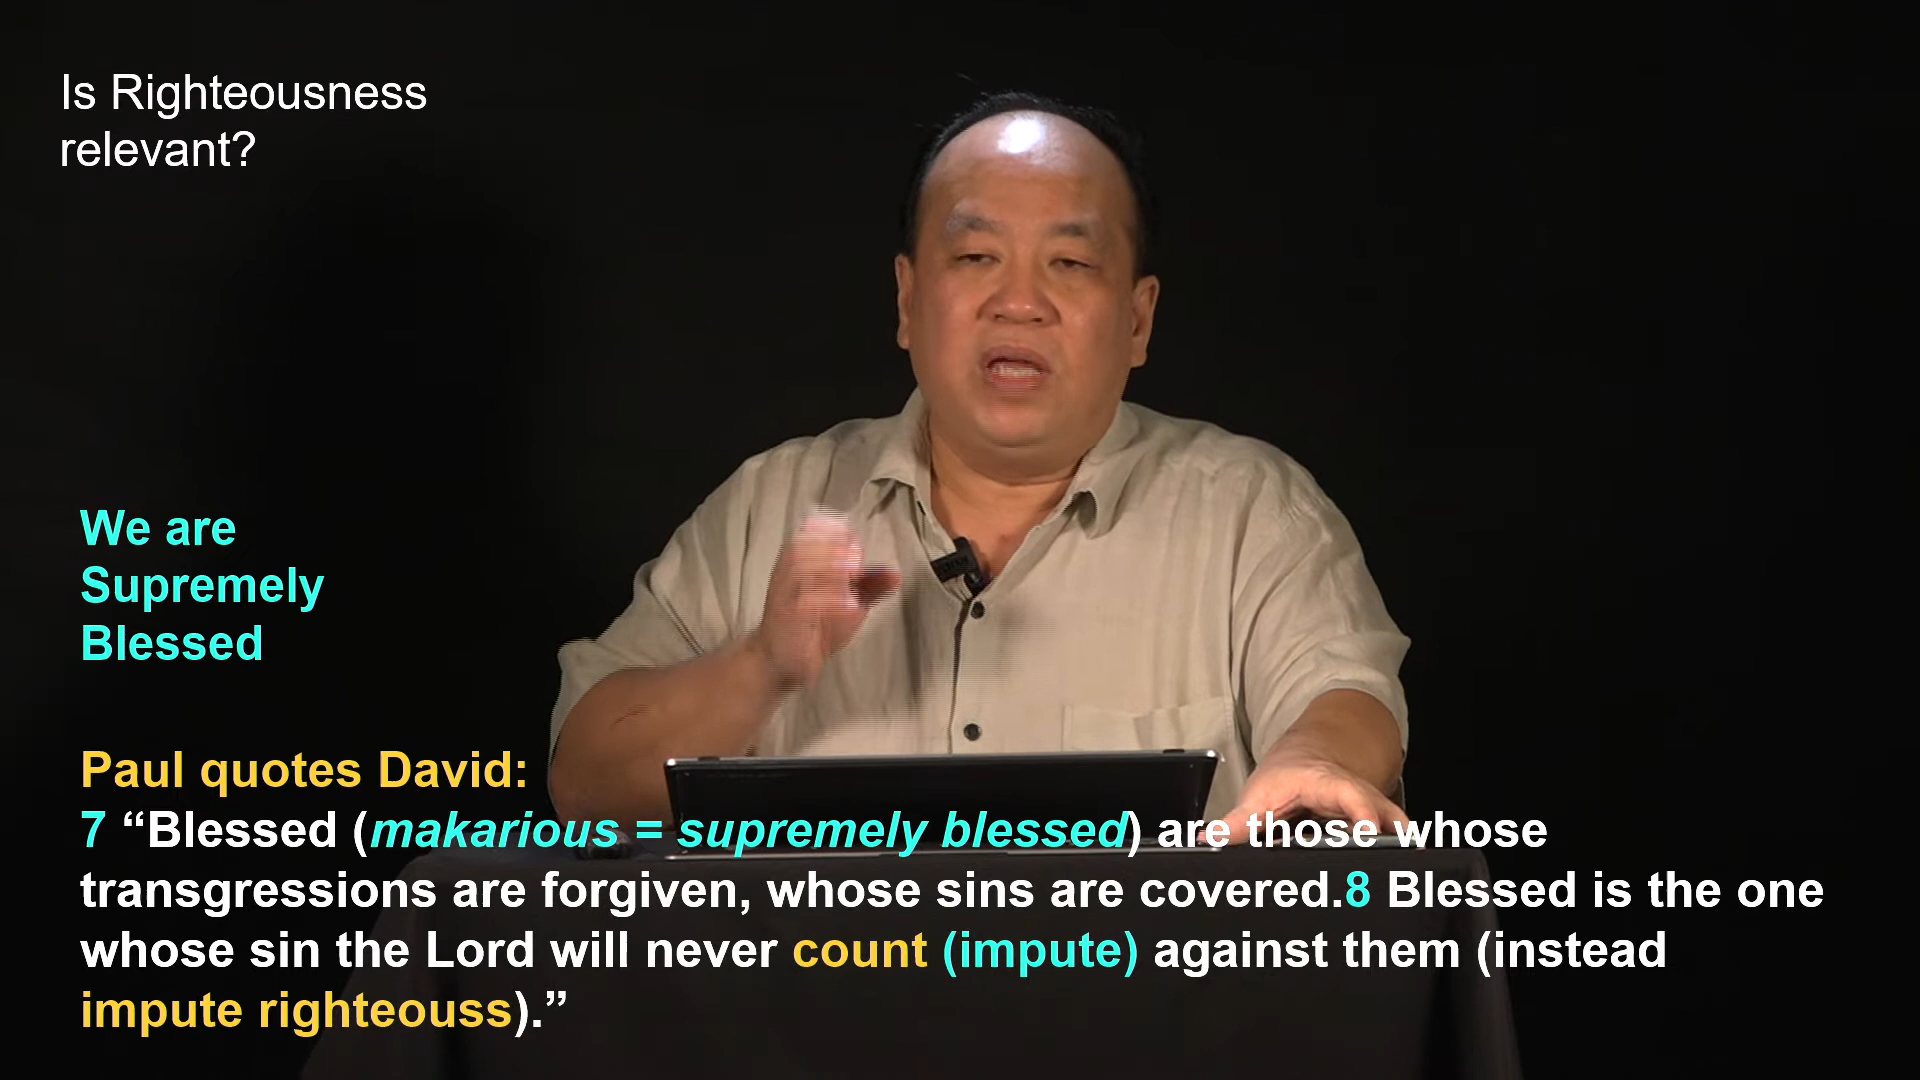 Is Righteousness
relevant?
We are
Supremely
Blessed
Paul quotes David:
7 “Blessed (makarious = supremely blessed) are those whose
transgressions are forgiven, whose sins are covered.8 Blessed is the one
whose sin the Lord will never count (impute) against them (instead
impute righteouss).”